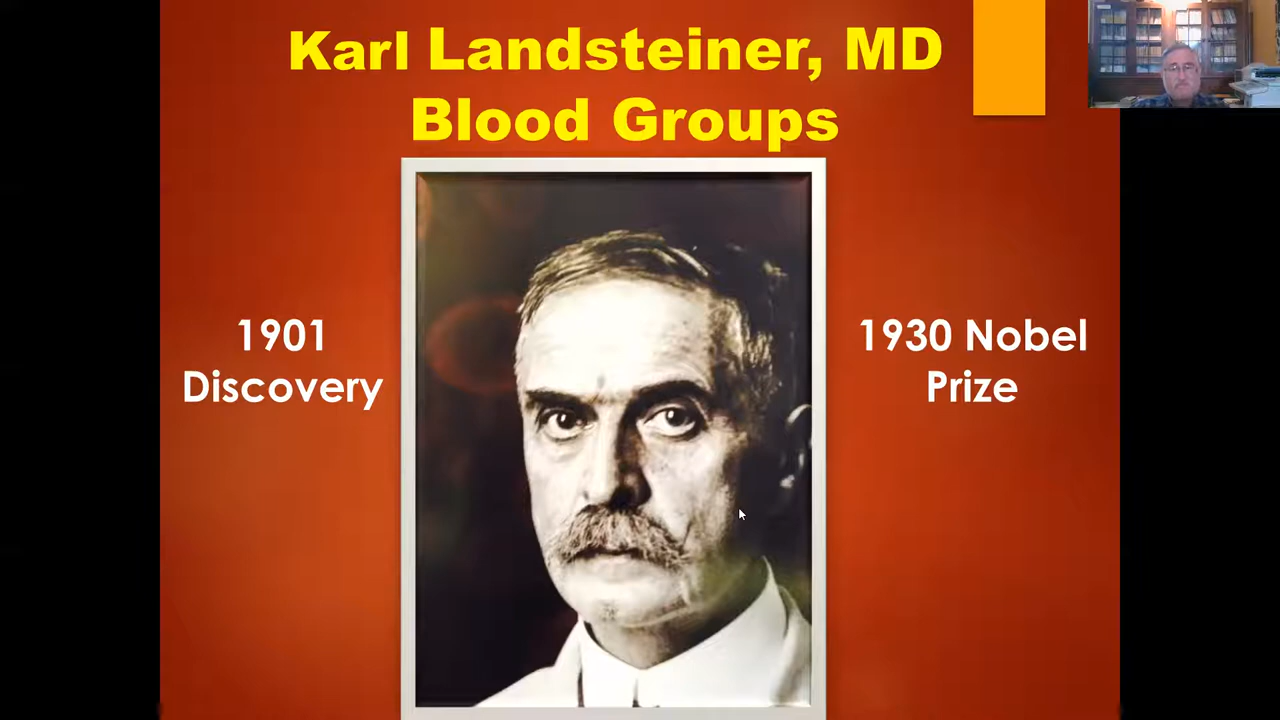 Karl Landsteiner, MD
Blood Groups
1901
Discovery
1930 Nobel
Prize